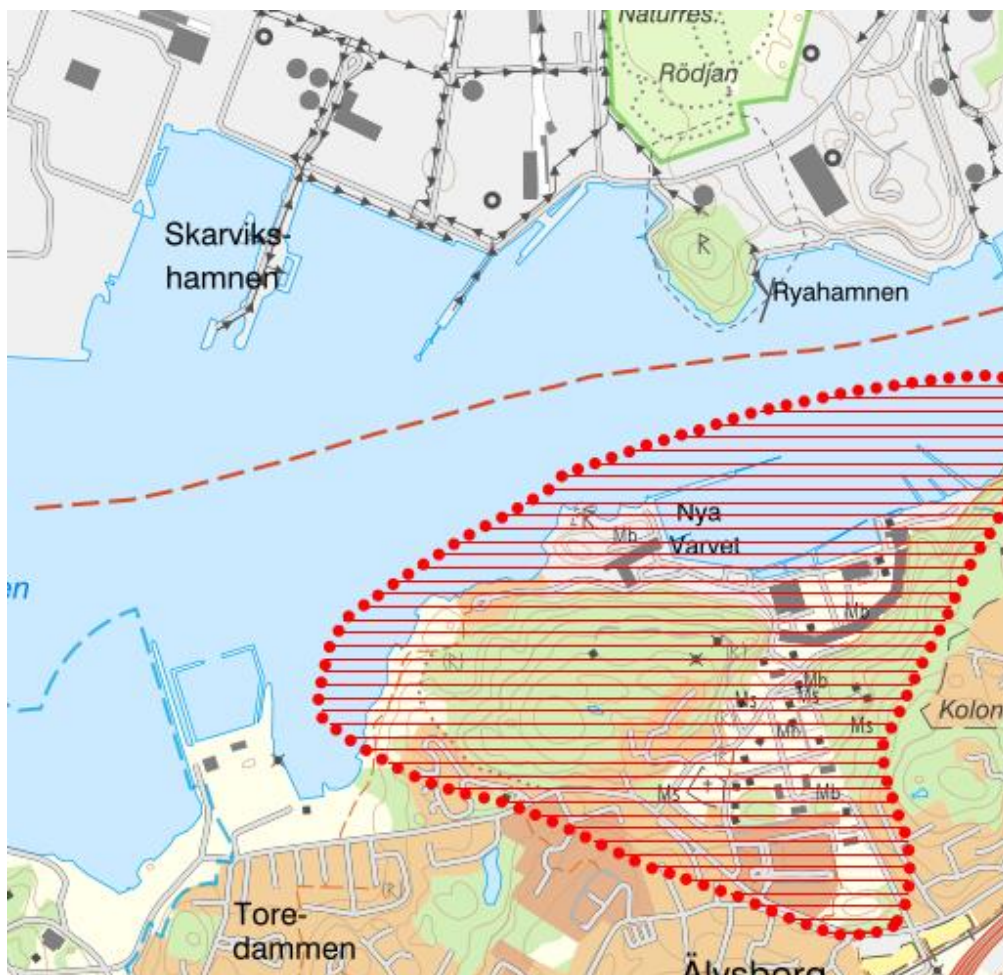 Naturres.
Rödjan
Skarviks-
hamnen
R
Ryahamnen
Nya
Varvet
R
Mb
Mb
(R)
(R)
Mb
Ms
Ms
Mb
Ms
Kolon
Ms
Mb
(R)
Tore-
dammen
Älvsborg
en